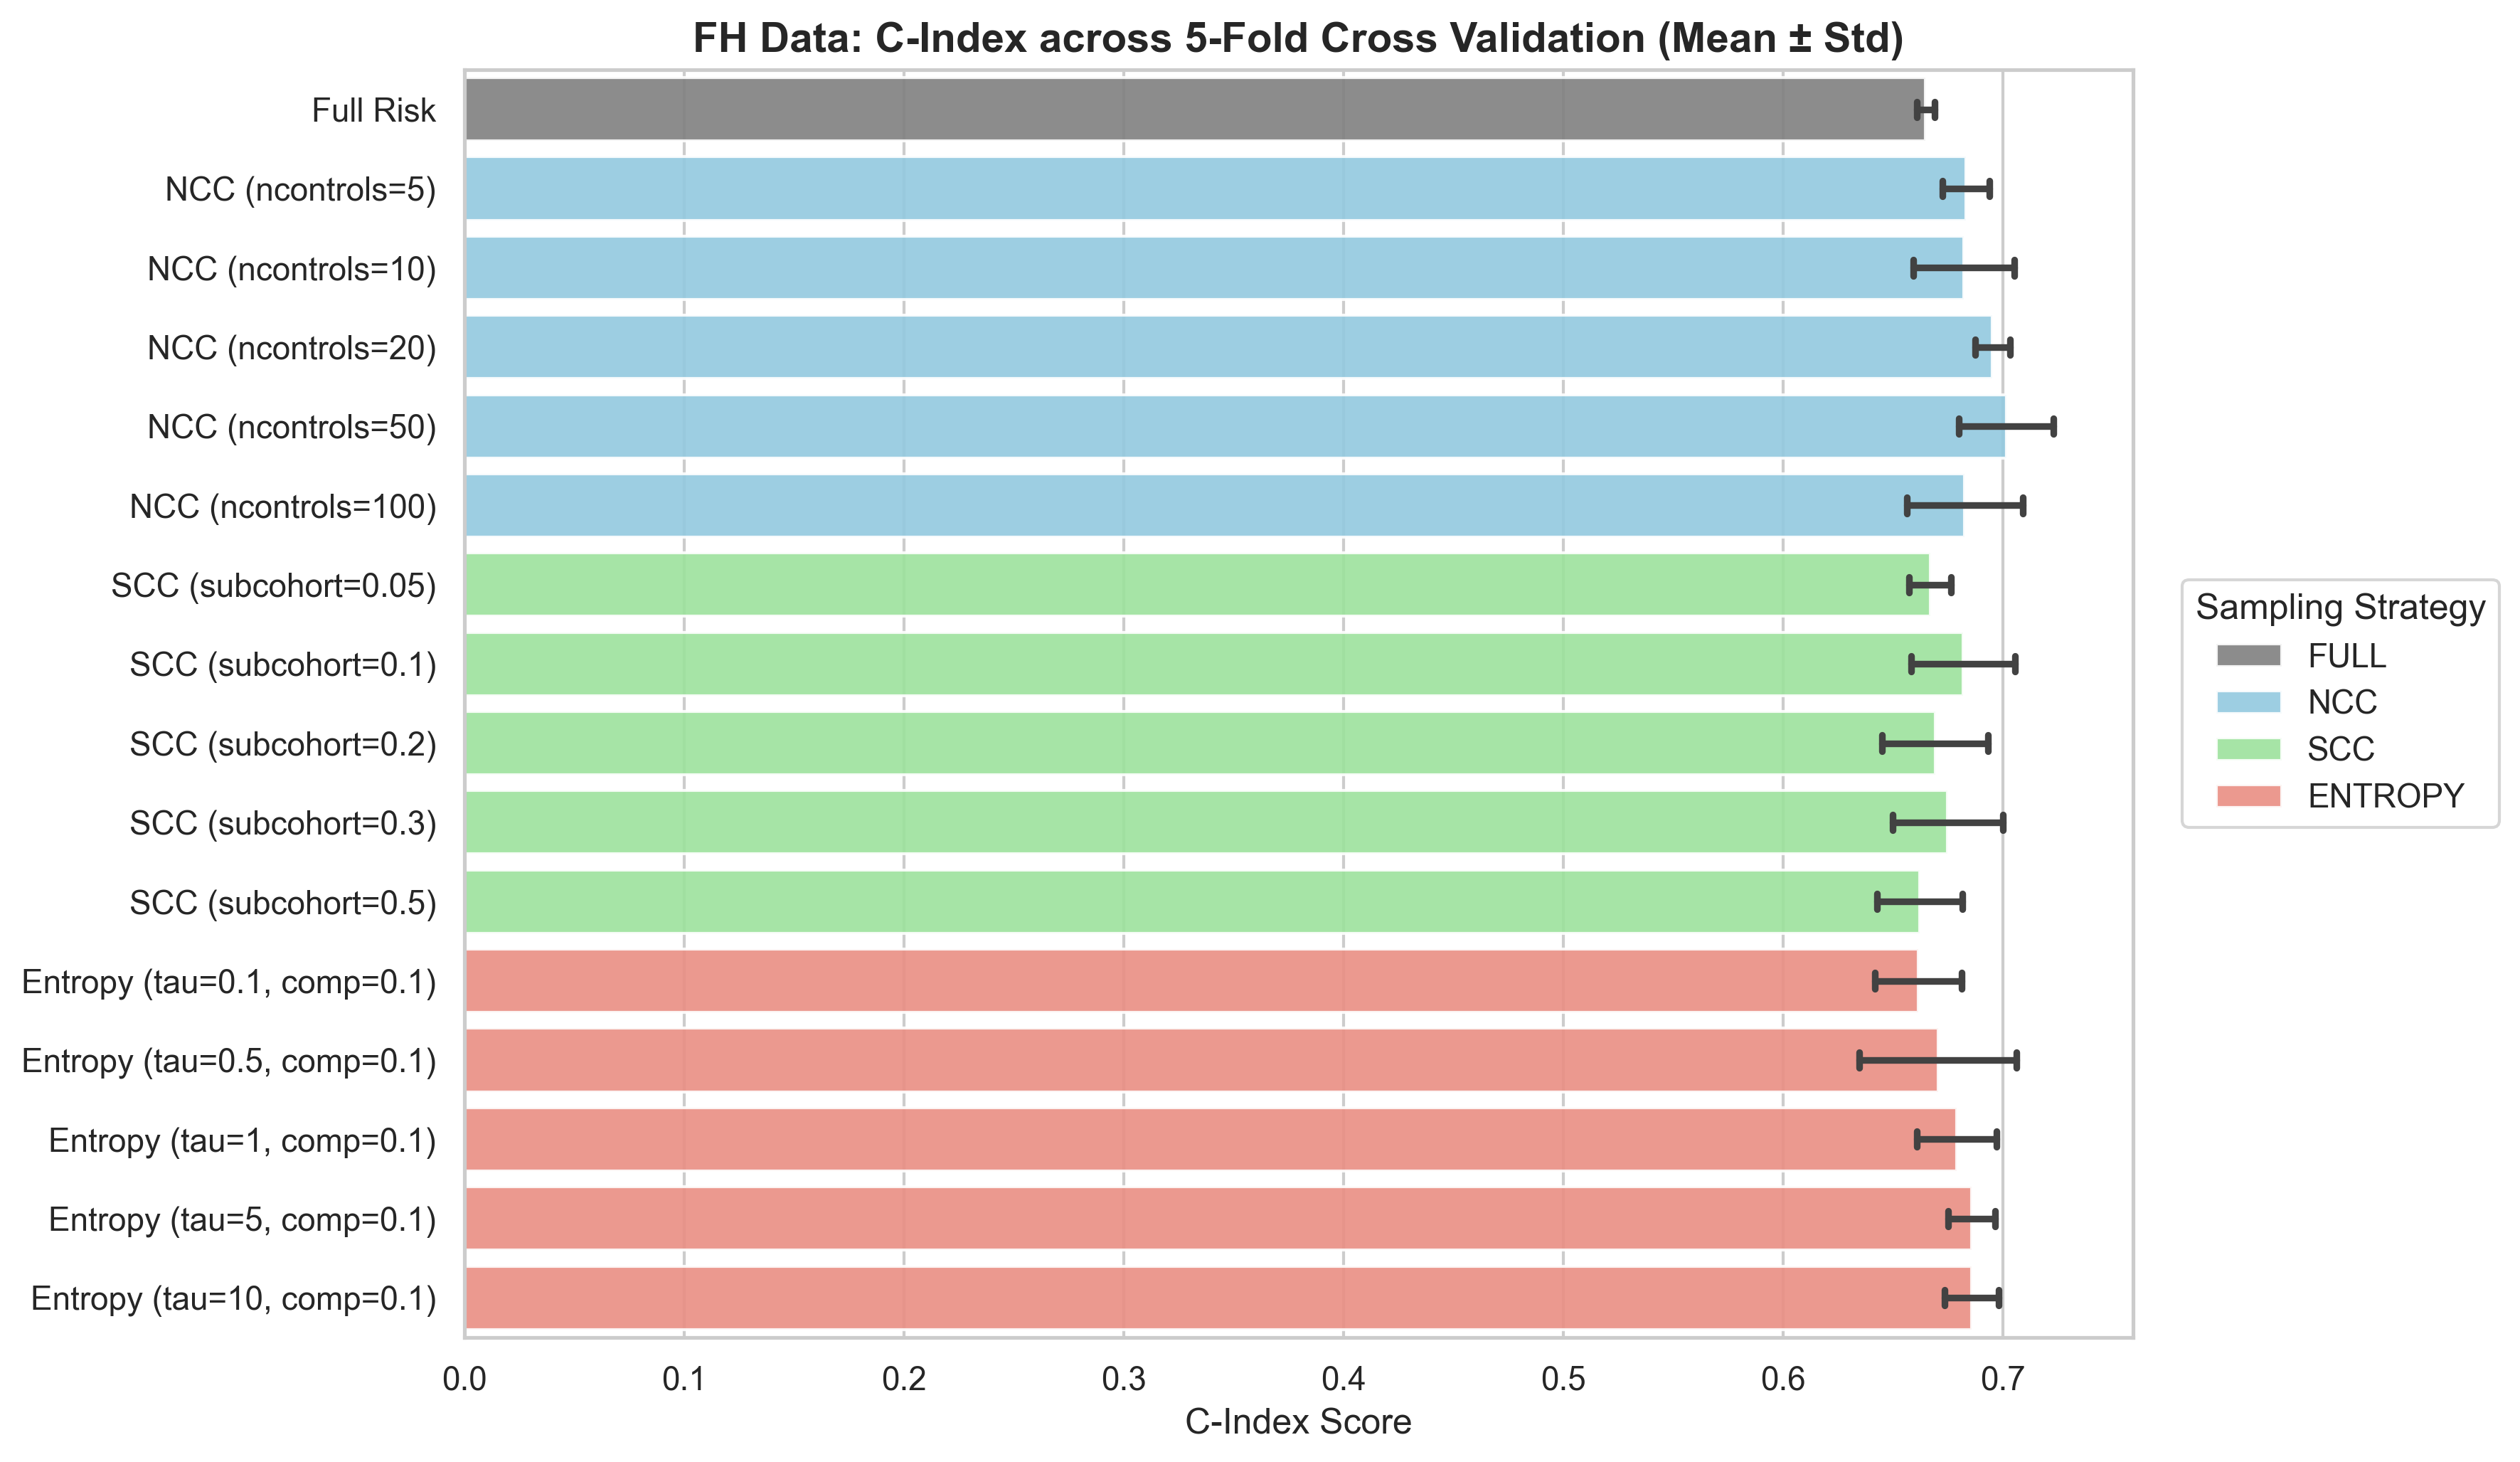 FH Data: C-Index across 5-Fold Cross Validation (Mean ± Std)
Full Risk
NCC (ncontrols=5)
NCC (ncontrols=10)
NCC (ncontrols=20)
NCC (ncontrols=50)
NCC (ncontrols=100)
SCC (subcohort=0.05)
SCC (subcohort=0.1)
SCC (subcohort=0.2)
SCC (subcohort=0.3)
SCC (subcohort=0.5)
Entropy (tau=0.1, comp=0.1)
Entropy (tau=0.5, comp=0.1)
Entropy (tau=1, comp=0.1)
Entropy (tau=5, comp=0.1)
Entropy (tau=10, comp=0.1)
0.0 0.1 0.2 0.3 0.4 0.5 0.6 0.7
C-Index Score
Sampling Strategy
FULL
NCC
SCC
ENTROPY